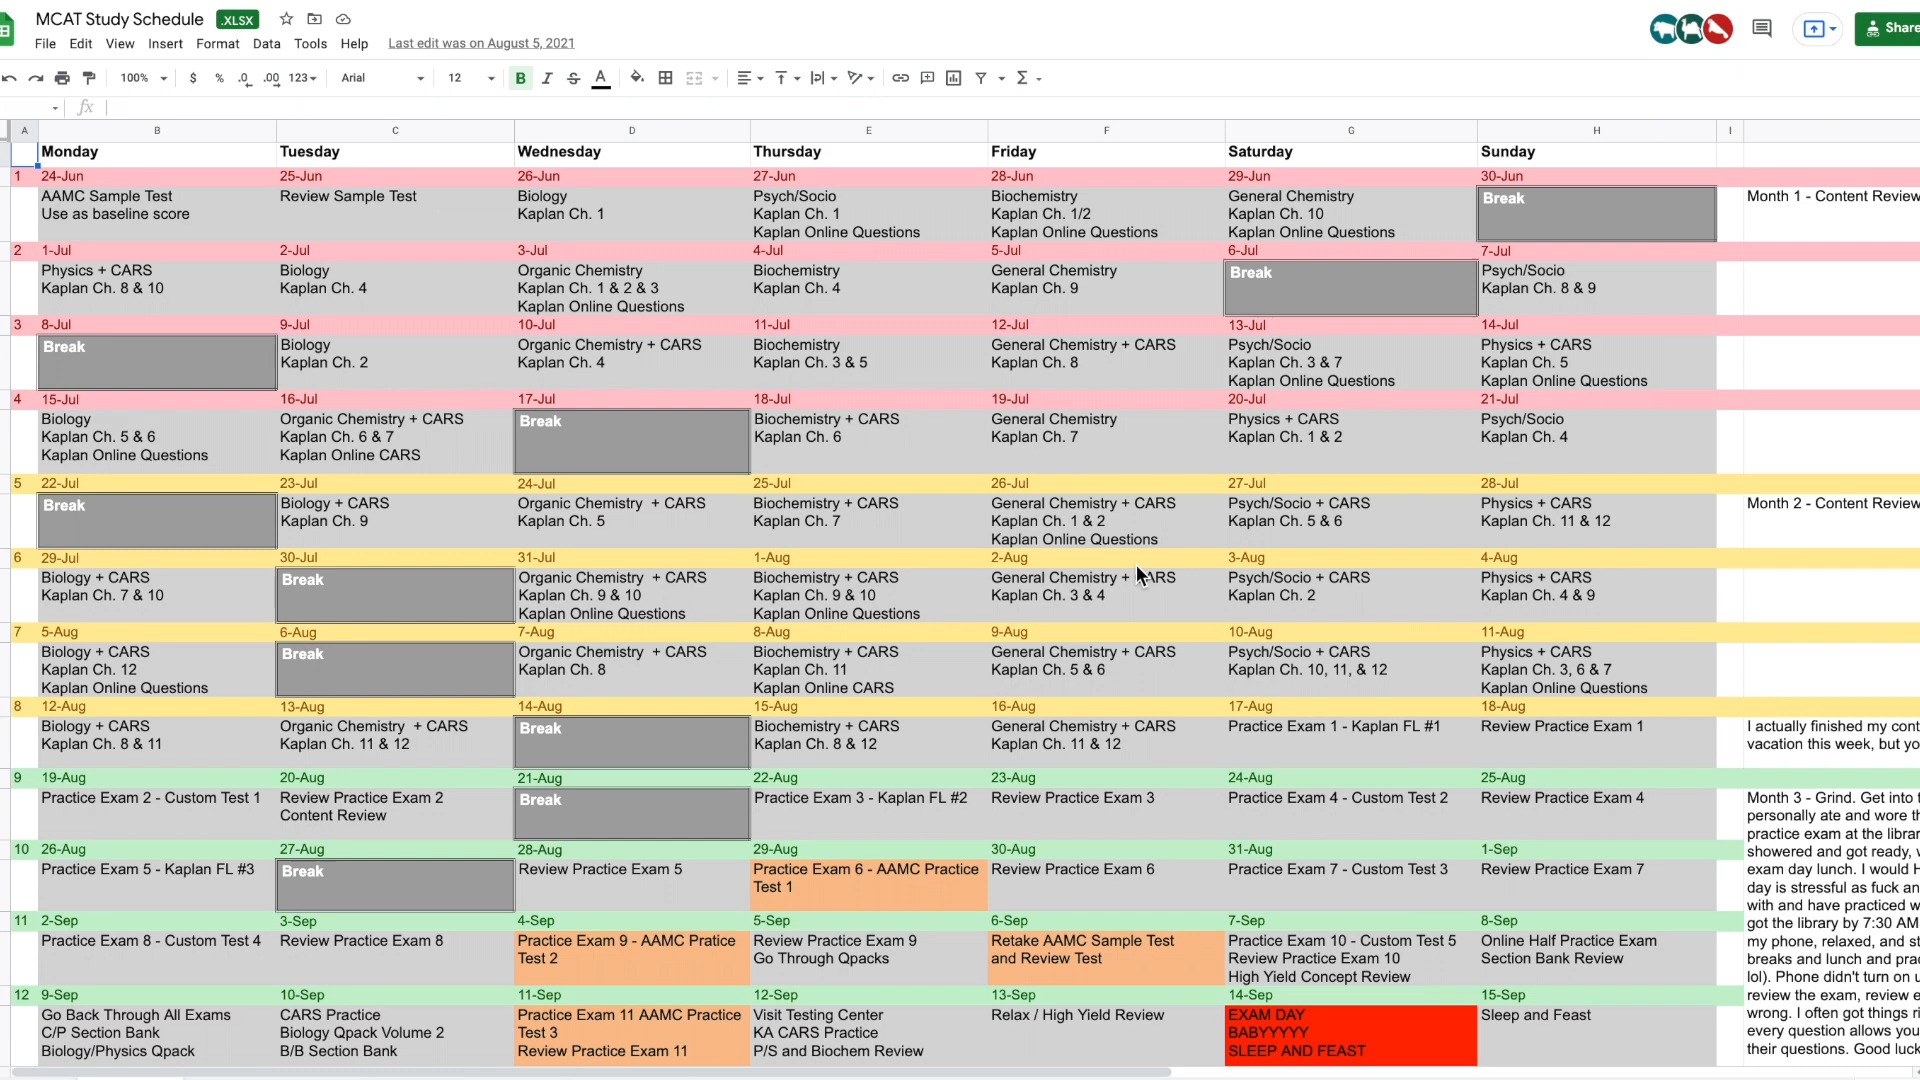 MCAT Study Schedule .XLSX
File Edit View Insert Format Data Tools Help Last edit was on August 5, 2021
Share
100% $ % .0 .00 123 Arial 12 B I S A
fx
A B C D E F G H I
Monday Tuesday Wednesday Thursday Friday Saturday Sunday
1 24-Jun 25-Jun 26-Jun 27-Jun 28-Jun 29-Jun 30-Jun
AAMC Sample Test Review Sample Test Biology Psych/Socio Biochemistry General Chemistry Break Month 1 - Content Review
Use as baseline score Kaplan Ch. 1 Kaplan Ch. 1 Kaplan Ch. 1/2 Kaplan Ch. 10
Kaplan Online Questions Kaplan Online Questions Kaplan Online Questions
2 1-Jul 2-Jul 3-Jul 4-Jul 5-Jul 6-Jul 7-Jul
Physics + CARS Biology Organic Chemistry Biochemistry General Chemistry Break Psych/Socio
Kaplan Ch. 8 & 10 Kaplan Ch. 4 Kaplan Ch. 1 & 2 & 3 Kaplan Ch. 4 Kaplan Ch. 9 Kaplan Ch. 8 & 9
Kaplan Online Questions
3 8-Jul 9-Jul 10-Jul 11-Jul 12-Jul 13-Jul 14-Jul
Break Biology Organic Chemistry + CARS Biochemistry General Chemistry + CARS Psych/Socio Physics + CARS
Kaplan Ch. 2 Kaplan Ch. 4 Kaplan Ch. 3 & 5 Kaplan Ch. 8 Kaplan Ch. 3 & 7 Kaplan Ch. 5
Kaplan Online Questions Kaplan Online Questions
4 15-Jul 16-Jul 17-Jul 18-Jul 19-Jul 20-Jul 21-Jul
Biology Organic Chemistry + CARS Break Biochemistry + CARS General Chemistry Physics + CARS Psych/Socio
Kaplan Ch. 5 & 6 Kaplan Ch. 6 & 7 Kaplan Ch. 6 Kaplan Ch. 7 Kaplan Ch. 1 & 2 Kaplan Ch. 4
Kaplan Online Questions Kaplan Online CARS
5 22-Jul 23-Jul 24-Jul 25-Jul 26-Jul 27-Jul 28-Jul
Break Biology + CARS Organic Chemistry + CARS Biochemistry + CARS General Chemistry + CARS Psych/Socio + CARS Physics + CARS Month 2 - Content Review
Kaplan Ch. 9 Kaplan Ch. 5 Kaplan Ch. 7 Kaplan Ch. 1 & 2 Kaplan Ch. 5 & 6 Kaplan Ch. 11 & 12
Kaplan Online Questions
6 29-Jul 30-Jul 31-Jul 1-Aug 2-Aug 3-Aug 4-Aug
Biology + CARS Break Organic Chemistry + CARS Biochemistry + CARS General Chemistry + CARS Psych/Socio + CARS Physics + CARS
Kaplan Ch. 7 & 10 Kaplan Ch. 9 & 10 Kaplan Ch. 9 & 10 Kaplan Ch. 3 & 4 Kaplan Ch. 2 Kaplan Ch. 4 & 9
Kaplan Online Questions Kaplan Online Questions
7 5-Aug 6-Aug 7-Aug 8-Aug 9-Aug 10-Aug 11-Aug
Biology + CARS Break Organic Chemistry + CARS Biochemistry + CARS General Chemistry + CARS Psych/Socio + CARS Physics + CARS
Kaplan Ch. 12 Kaplan Ch. 8 Kaplan Ch. 11 Kaplan Ch. 5 & 6 Kaplan Ch. 10, 11, & 12 Kaplan Ch. 3, 6 & 7
Kaplan Online Questions Kaplan Online CARS Kaplan Online Questions
8 12-Aug 13-Aug 14-Aug 15-Aug 16-Aug 17-Aug 18-Aug
Biology + CARS Organic Chemistry + CARS Break Biochemistry + CARS General Chemistry + CARS Practice Exam 1 - Kaplan FL #1 Review Practice Exam 1 I actually finished my cont
Kaplan Ch. 8 & 11 Kaplan Ch. 11 & 12 Kaplan Ch. 8 & 12 Kaplan Ch. 11 & 12 vacation this week, but yo
9 19-Aug 20-Aug 21-Aug 22-Aug 23-Aug 24-Aug 25-Aug
Practice Exam 2 - Custom Test 1 Review Practice Exam 2 Break Practice Exam 3 - Kaplan FL #2 Review Practice Exam 3 Practice Exam 4 - Custom Test 2 Review Practice Exam 4 Month 3 - Grind. Get into
Content Review personally ate and wore th
practice exam at the librar
10 26-Aug 27-Aug 28-Aug 29-Aug 30-Aug 31-Aug 1-Sep showered and got ready,
Practice Exam 5 - Kaplan FL #3 Break Review Practice Exam 5 Practice Exam 6 - AAMC Practice Review Practice Exam 6 Practice Exam 7 - Custom Test 3 Review Practice Exam 7 exam day lunch. I would H
Test 1 day is stressful as fuck an
with and have practiced w
11 2-Sep 3-Sep 4-Sep 5-Sep 6-Sep 7-Sep 8-Sep got the library by 7:30 AM
Practice Exam 8 - Custom Test 4 Review Practice Exam 8 Practice Exam 9 - AAMC Pratice Review Practice Exam 9 Retake AAMC Sample Test Practice Exam 10 - Custom Test 5 Online Half Practice Exam my phone, relaxed, and st
Test 2 Go Through Qpacks and Review Test Review Practice Exam 10 Section Bank Review breaks and lunch and prac
High Yield Concept Review lol). Phone didn't turn on u
12 9-Sep 10-Sep 11-Sep 12-Sep 13-Sep 14-Sep 15-Sep review the exam, review e
Go Back Through All Exams CARS Practice Practice Exam 11 AAMC Practice Visit Testing Center Relax / High Yield Review EXAM DAY Sleep and Feast wrong. I often got things ri
C/P Section Bank Biology Qpack Volume 2 Test 3 KA CARS Practice BABYYYYY every question allows you
Biology/Physics Qpack B/B Section Bank Review Practice Exam 11 P/S and Biochem Review SLEEP AND FEAST their questions. Good luck